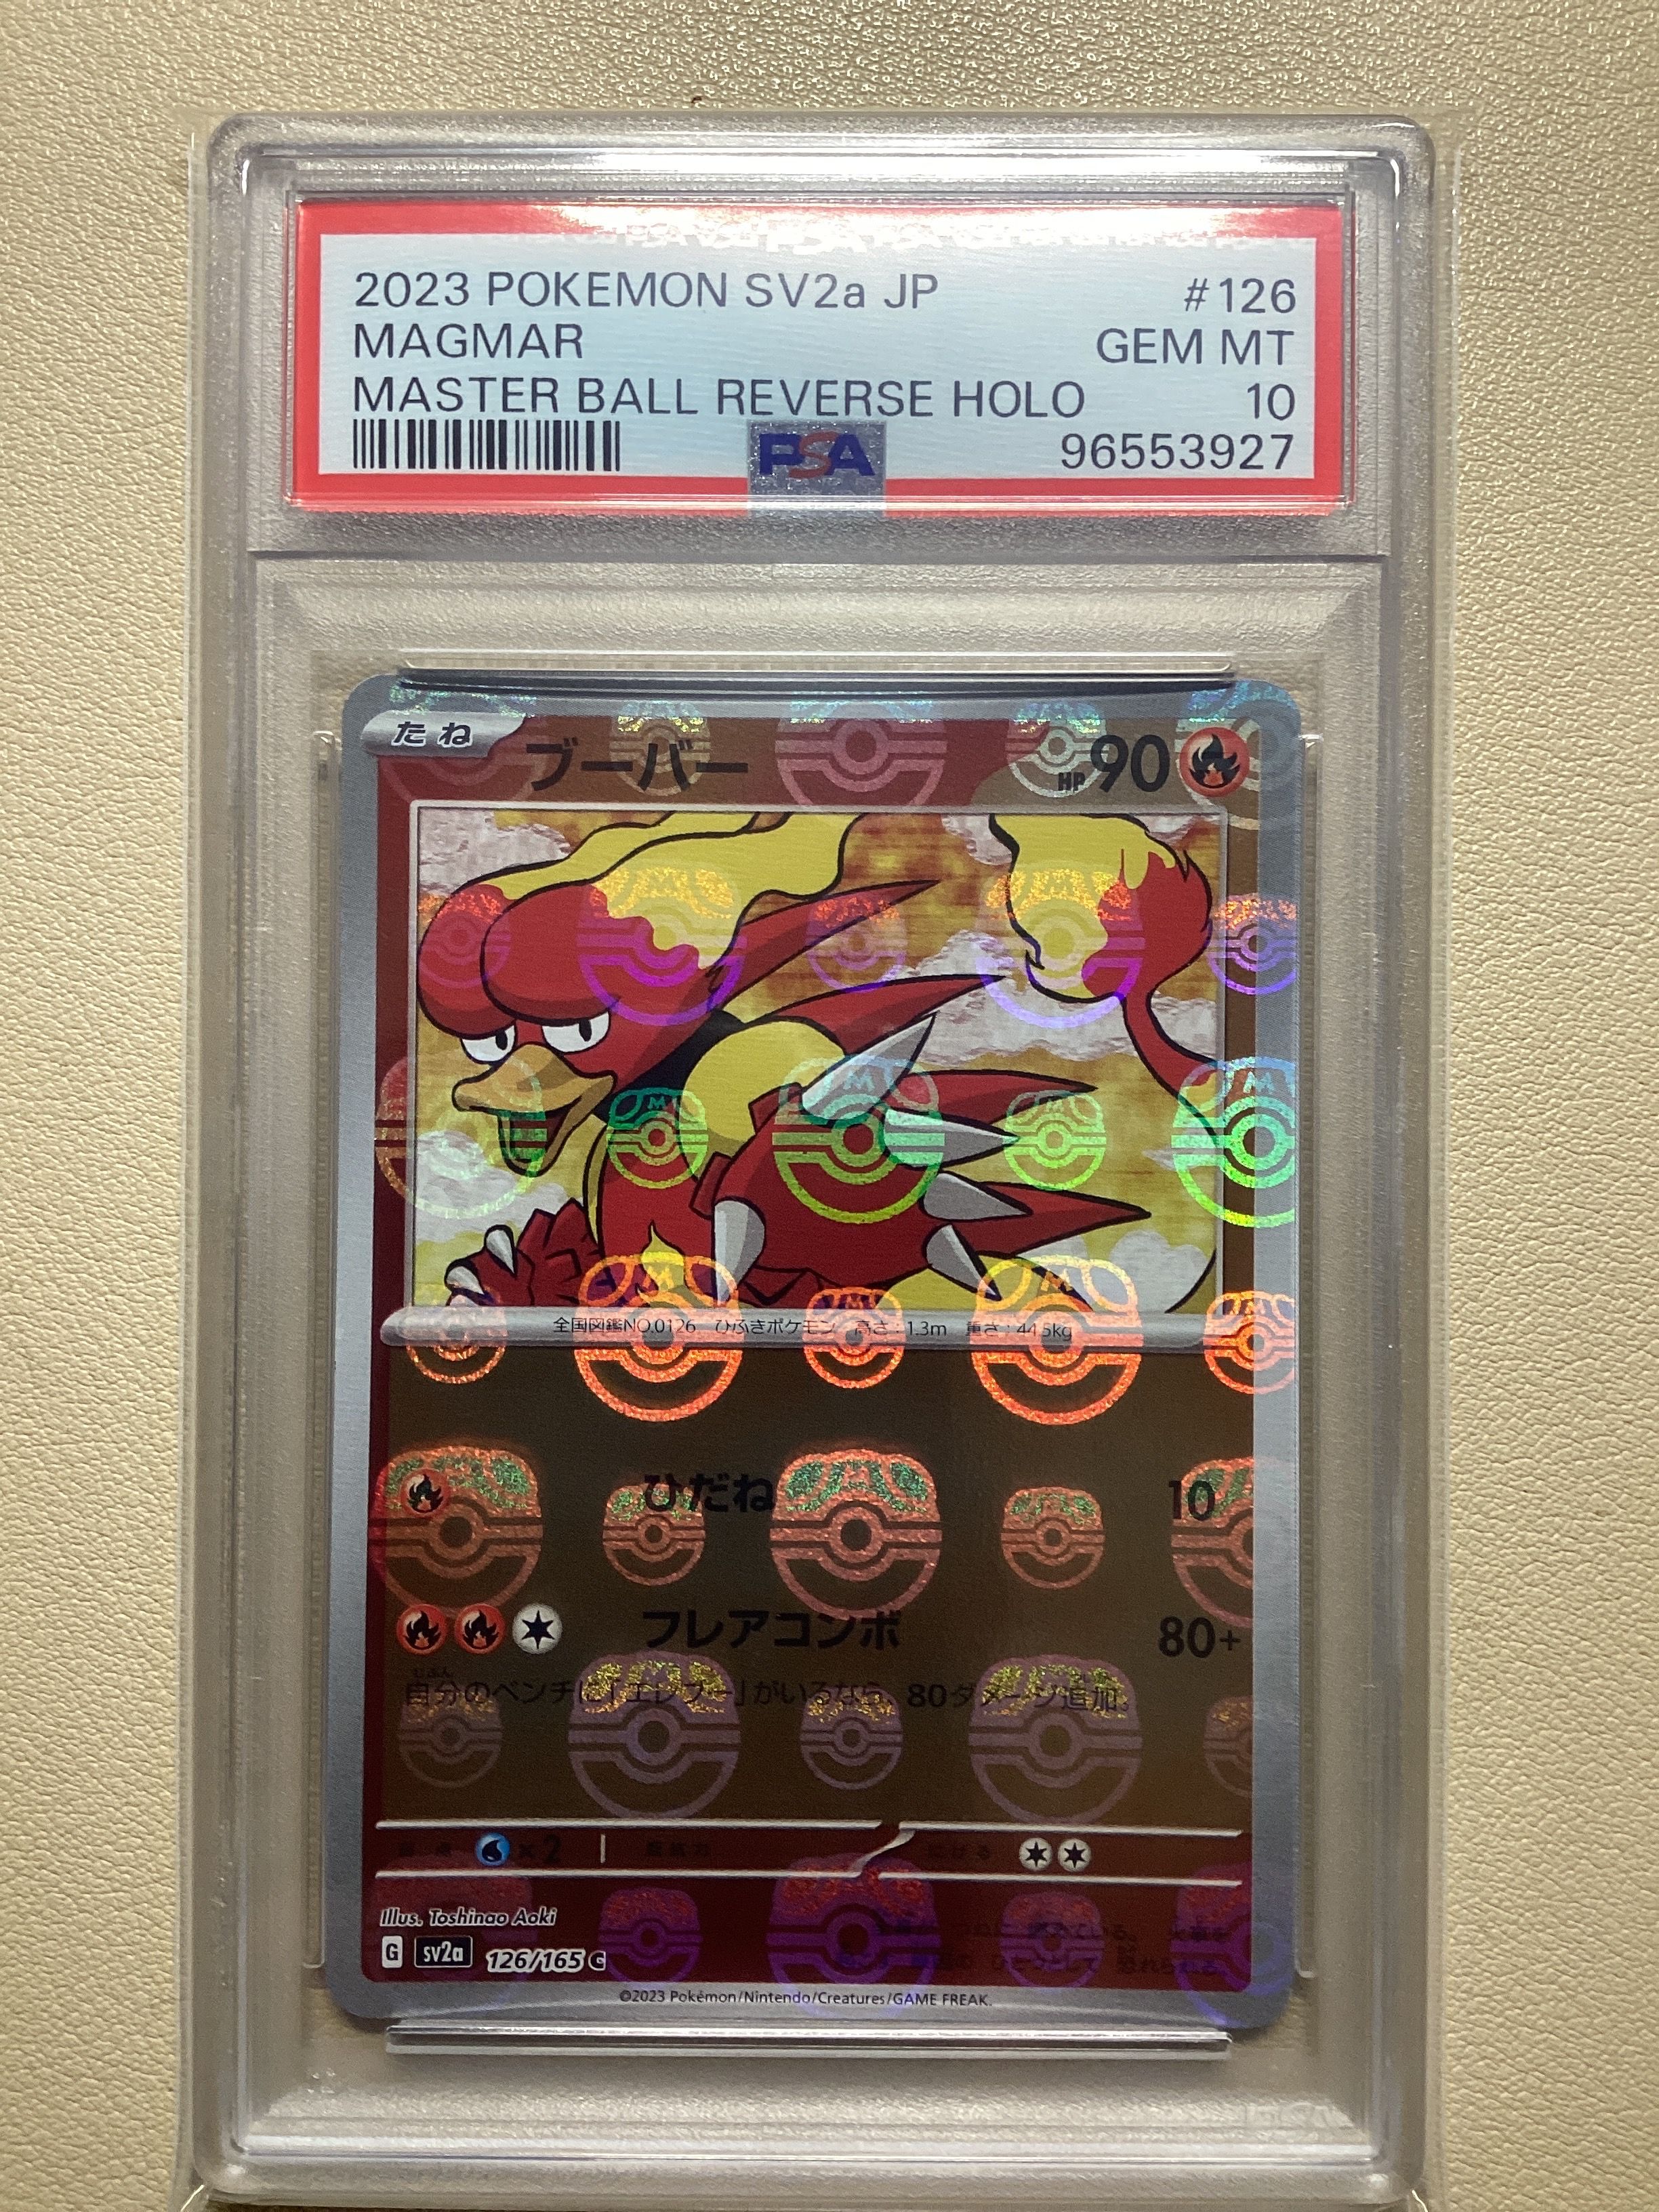 2023 POKEMON SV2a JP #126
MAGMAR GEM MT
MASTER BALL REVERSE HOLO 10
PSA 96553927
たね ブーバー HP 90
全国図鑑NO.0126 ひふきポケモン 高さ:1.3m 重さ:44.5kg
ひだね 10
フレアコンボ 80+
じぶん
自分のベンチに「エレブー」がいるなら、80ダメージ追加。
×2
Illus. Toshinao Aoki
G sv2a 126/165 C
©2023 Pokémon/Nintendo/Creatures/GAME FREAK.